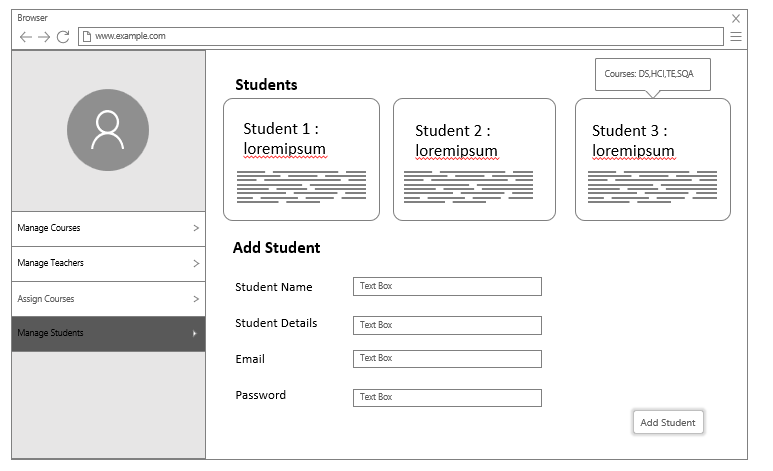 Browser
www.example.com
Manage Courses
Manage Teachers
Assign Courses
Manage Students
Students
Courses: DS,HCI,TE,SQA
Student 1 :
loremipsum
Student 2 :
loremipsum
Student 3 :
loremipsum
Add Student
Student Name
Text Box
Student Details
Text Box
Email
Text Box
Password
Text Box
Add Student